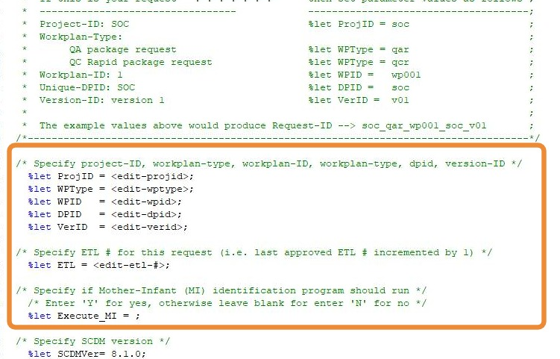 *  ---------------------------------            -------------------------------------;
*  Project-ID: SOC                              %let ProjID = soc                    ;
*  Workplan-Type:                                                                    ;
*       QA package request                      %let WPType = qar                    ;
*       QC Rapid package request                %let WPType = qcr                    ;
*  Workplan-ID: 1                               %let WPID =   wp001                  ;
*  Unique-DPID: SOC                             %let DPID =   soc                    ;
*  Version-ID: version 1                        %let VerID =  v01                    ;
*                                                                                    ;
*  The example values above would produce Request-ID --> soc_qar_wp001_soc_v01       ;
/*-----------------------------------------------------------------------------------*/
/* Specify project-ID, workplan-type, workplan-ID, workplan-type, dpid, version-ID */
%let ProjID = <edit-projid>;
%let WPType = <edit-wptype>;
%let WPID   = <edit-wpid>;
%let DPID   = <edit-dpid>;
%let VerID  = <edit-verid>;
/* Specify ETL # for this request (i.e. last approved ETL # incremented by 1) */
%let ETL = <edit-etl-#>;
/* Specify if Mother-Infant (MI) identification program should run */
/* Enter 'Y' for yes, otherwise leave blank for enter 'N' for no */
%let Execute_MI = ;
/* Specify SCDM version */
%let SCDMVer= 8.1.0;